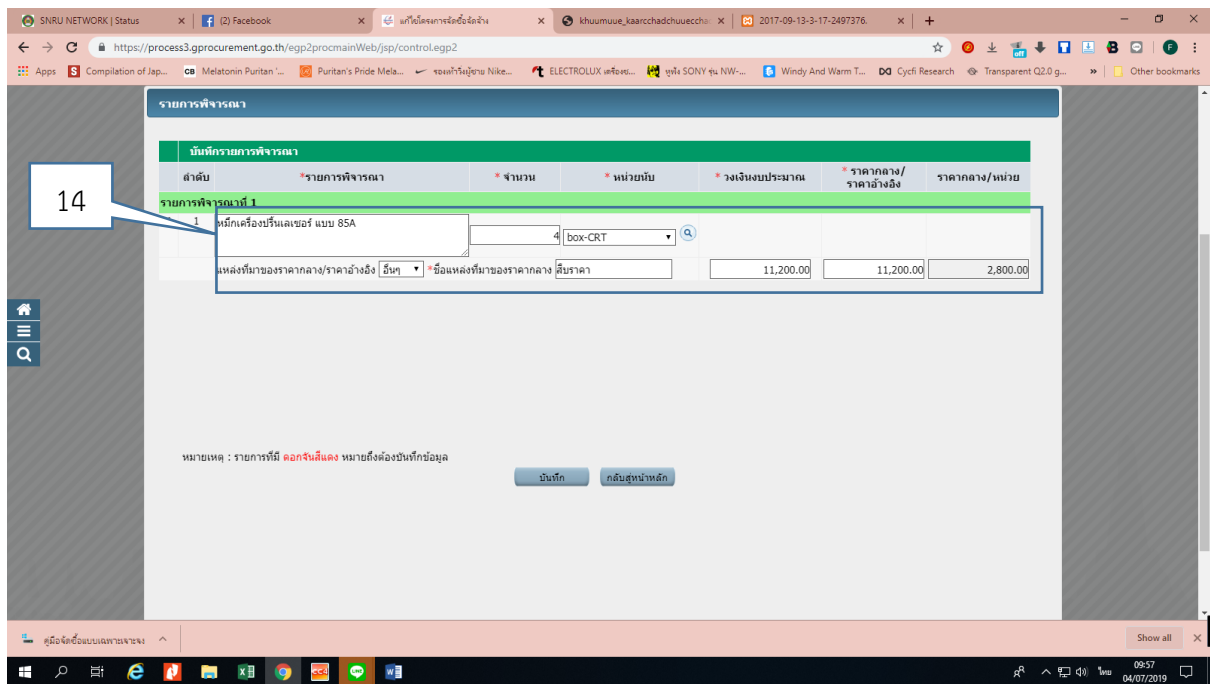 SNRU NETWORK | Status
(2) Facebook
แก้ไขโครงการจัดซื้อจัดจ้าง
khuumuue_kaarcchadchuuecchac
2017-09-13-3-17-2497376.
https://process3.gprocurement.go.th/egp2procmainWeb/jsp/control.egp2
Apps
Compilation of Jap...
Melatonin Puritan '...
Puritan's Pride Mela...
รองเท้าวิ่งผู้ชาย Nike...
ELECTROLUX เครื่องซ...
หูฟัง SONY รุ่น NW-...
Windy And Warm T...
Cycfi Research
Transparent Q2.0 g...
Other bookmarks
รายการพิจารณา
บันทึกรายการพิจารณา
ลำดับ *รายการพิจารณา * จำนวน * หน่วยนับ * วงเงินงบประมาณ * ราคากลาง/ราคาอ้างอิง ราคากลาง/หน่วย
รายการพิจารณาที่ 1
14
1 หมึกเครื่องปริ้นเลเซอร์ แบบ 85A 4 box-CRT
แหล่งที่มาของราคากลาง/ราคาอ้างอิง อื่นๆ *ชื่อแหล่งที่มาของราคากลาง สืบราคา 11,200.00 11,200.00 2,800.00
หมายเหตุ : รายการที่มี ดอกจันสีแดง หมายถึงต้องบันทึกข้อมูล
บันทึก กลับสู่หน้าหลัก
คู่มือจัดซื้อแบบเฉพาะเจาะจง
Show all
ไทย
09:57
04/07/2019